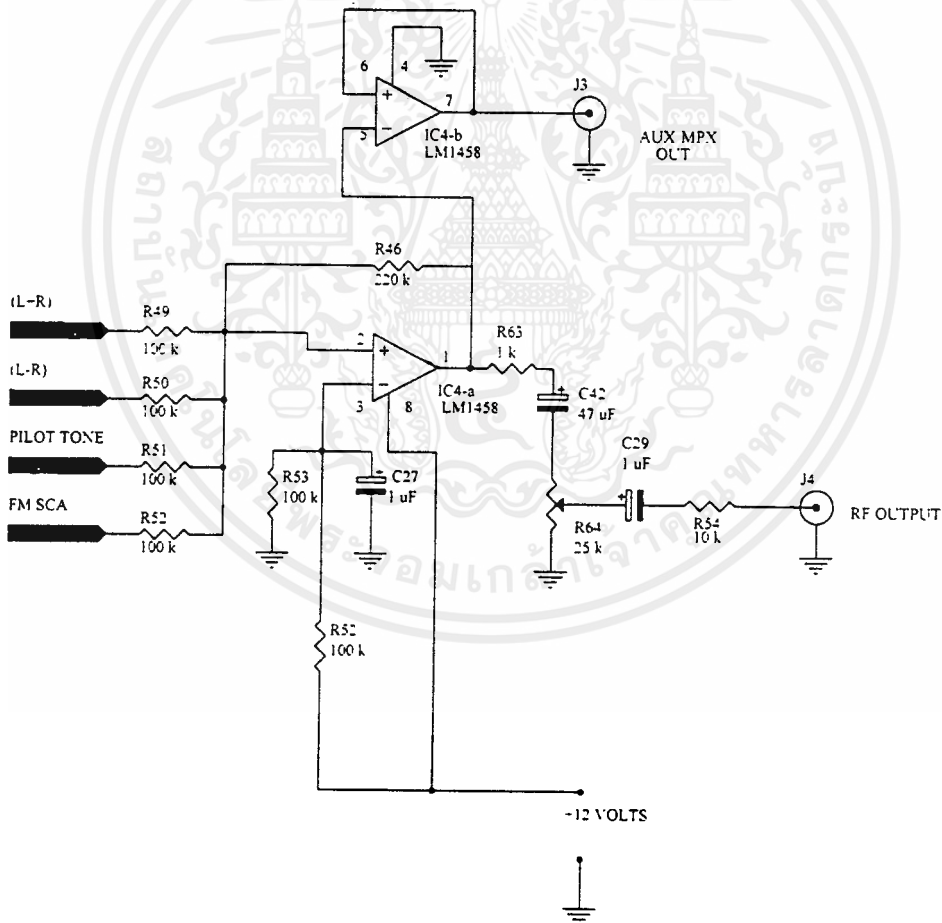 6
4
+
7
−
5
IC4-b
LM1458
J3
AUX MPX
OUT
R46
220 k
(L-R)
R49
100 k
(L-R)
R50
100 k
PILOT TONE
R51
100 k
FM SCA
R52
100 k
2
+
1
−
3
8
IC4-a
LM1458
R63
1 k
+
C42
47 uF
R53
100 k
+
C27
1 uF
C29
1 uF
+
R64
25 k
R54
10 k
J4
RF OUTPUT
R52
100 k
+12 VOLTS